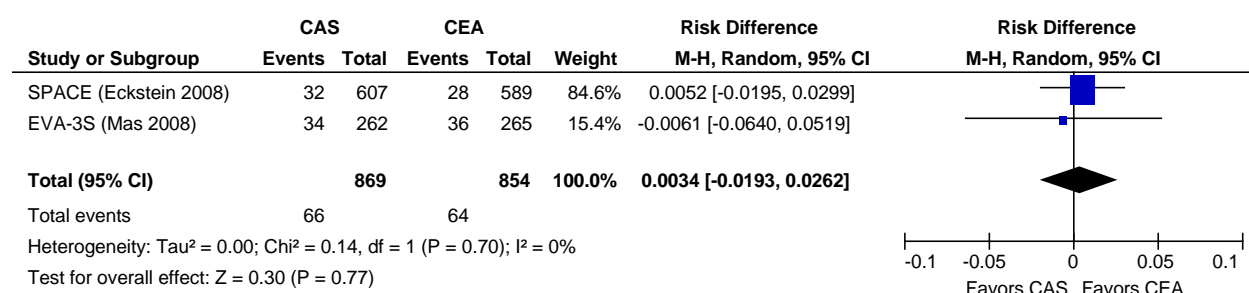 CAS CEA Risk Difference Risk Difference
Study or Subgroup Events Total Events Total Weight M-H, Random, 95% CI M-H, Random, 95% CI
SPACE (Eckstein 2008) 32 607 28 589 84.6% 0.0052 [-0.0195, 0.0299]
EVA-3S (Mas 2008) 34 262 36 265 15.4% -0.0061 [-0.0640, 0.0519]
Total (95% CI) 869 854 100.0% 0.0034 [-0.0193, 0.0262]
Total events 66 64
Heterogeneity: Tau² = 0.00; Chi² = 0.14, df = 1 (P = 0.70); I² = 0%
Test for overall effect: Z = 0.30 (P = 0.77)
-0.1 -0.05 0 0.05 0.1
Favors CAS Favors CEA